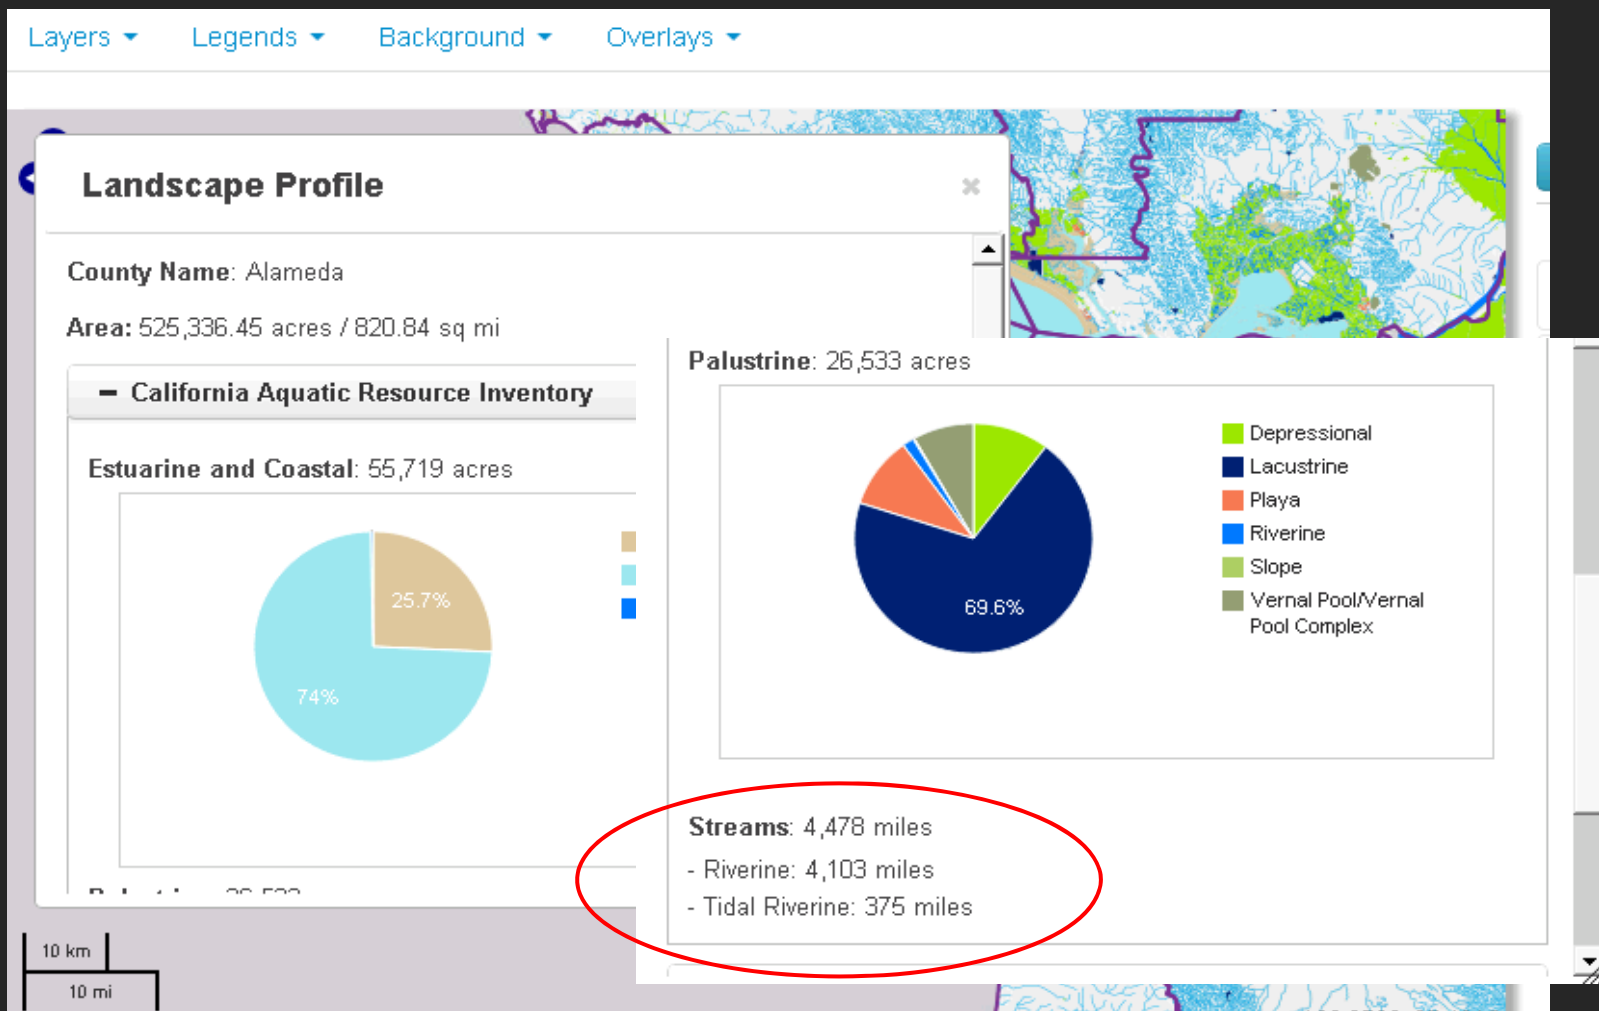 Layers Legends Background Overlays
Landscape Profile
County Name: Alameda
Area: 525,336.45 acres / 820.84 sq mi
California Aquatic Resource Inventory
Estuarine and Coastal: 55,719 acres
25.7%
74%
Palustrine: 26,533 acres
69.6%
Depressional
Lacustrine
Playa
Riverine
Slope
Vernal Pool/Vernal
Pool Complex
Streams: 4,478 miles
- Riverine: 4,103 miles
- Tidal Riverine: 375 miles
10 km
10 mi